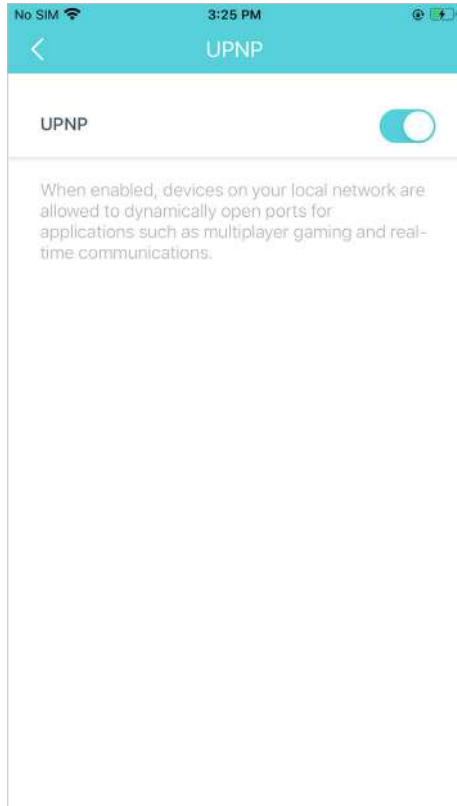 No SIM 3:25 PM
UPNP
UPNP
When enabled, devices on your local network are
allowed to dynamically open ports for
applications such as multiplayer gaming and real-
time communications.